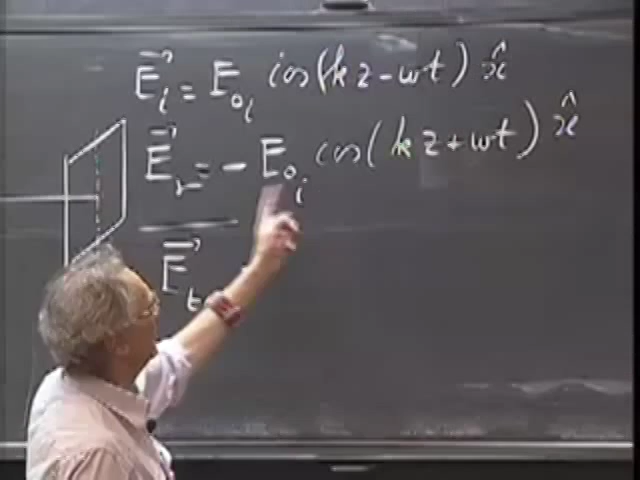 E⃗ᵢ = E₀ᵢ cos(kz-ωt) x̂
E⃗ᵣ = - E₀ᵢ cos(kz+ωt) x̂
E⃗ₜ